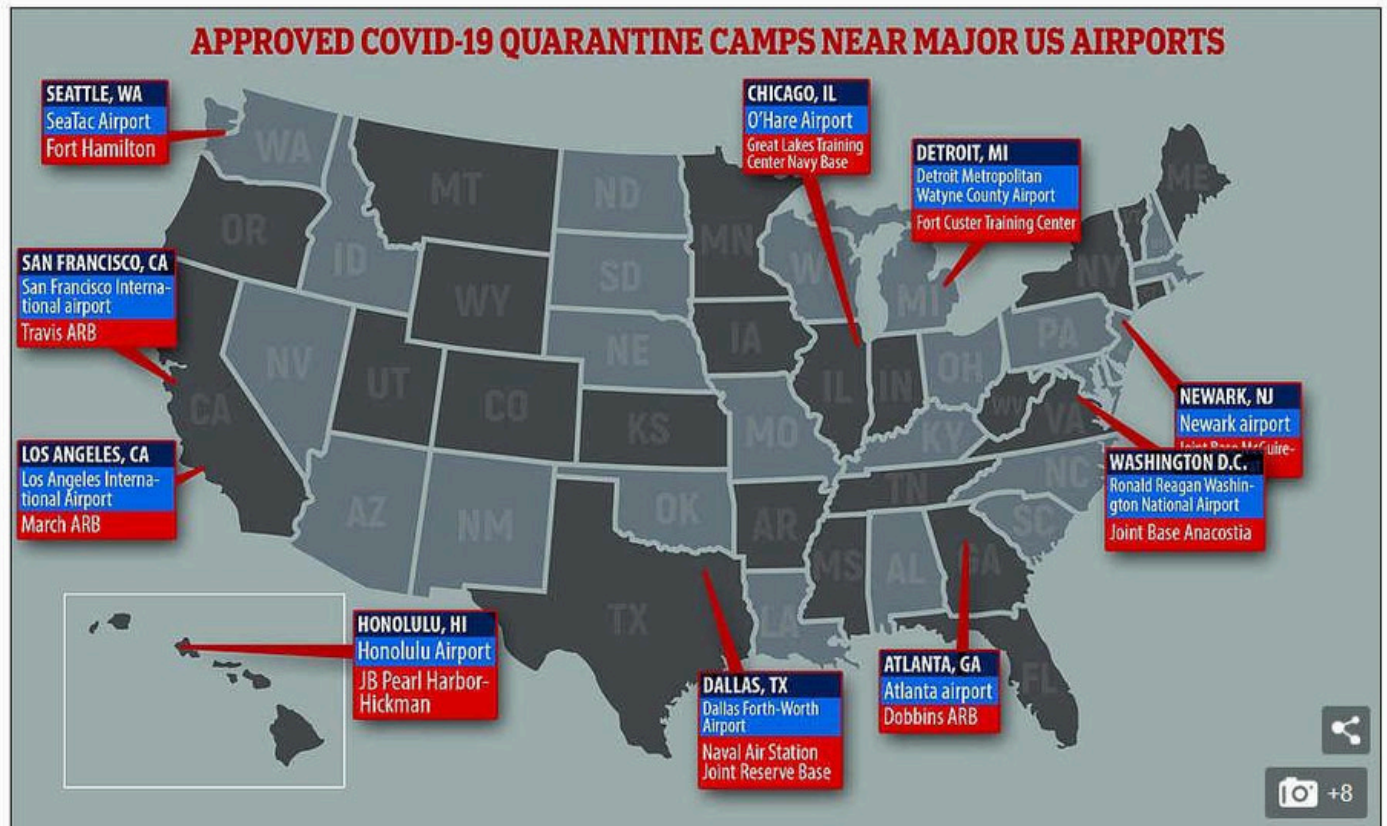 APPROVED COVID-19 QUARANTINE CAMPS NEAR MAJOR US AIRPORTS
SEATTLE, WA
SeaTac Airport
Fort Hamilton
CHICAGO, IL
O'Hare Airport
Great Lakes Training
Center Navy Base
DETROIT, MI
Detroit Metropolitan
Watyne County Airport
Fort Custer Training Center
SAN FRANCISCO, CA
San Francisco Interna-
tional airport
Travis ARB
LOS ANGELES, CA
Los Angeles Interna-
tional Airport
March ARB
NEWARK, NJ
Newark airport
Joint Base McGuire-
WASHINGTON D.C.
Ronald Reagan Washin-
gton National Airport
Joint Base Anacostia
HONOLULU, HI
Honolulu Airport
JB Pearl Harbor-
Hickman
DALLAS, TX
Dallas Forth-Worth
Airport
Naval Air Station
Joint Reserve Base
ATLANTA, GA
Atlanta airport
Dobbins ARB
WA
MT
ND
MN
ME
OR
ID
SD
WI
MI
NY
WY
IA
PA
NE
NV
UT
CO
IL
IN
OH
WV
VA
CA
KS
MO
KY
NC
TN
AZ
NM
OK
AR
SC
MS
AL
GA
TX
LA
FL
+8